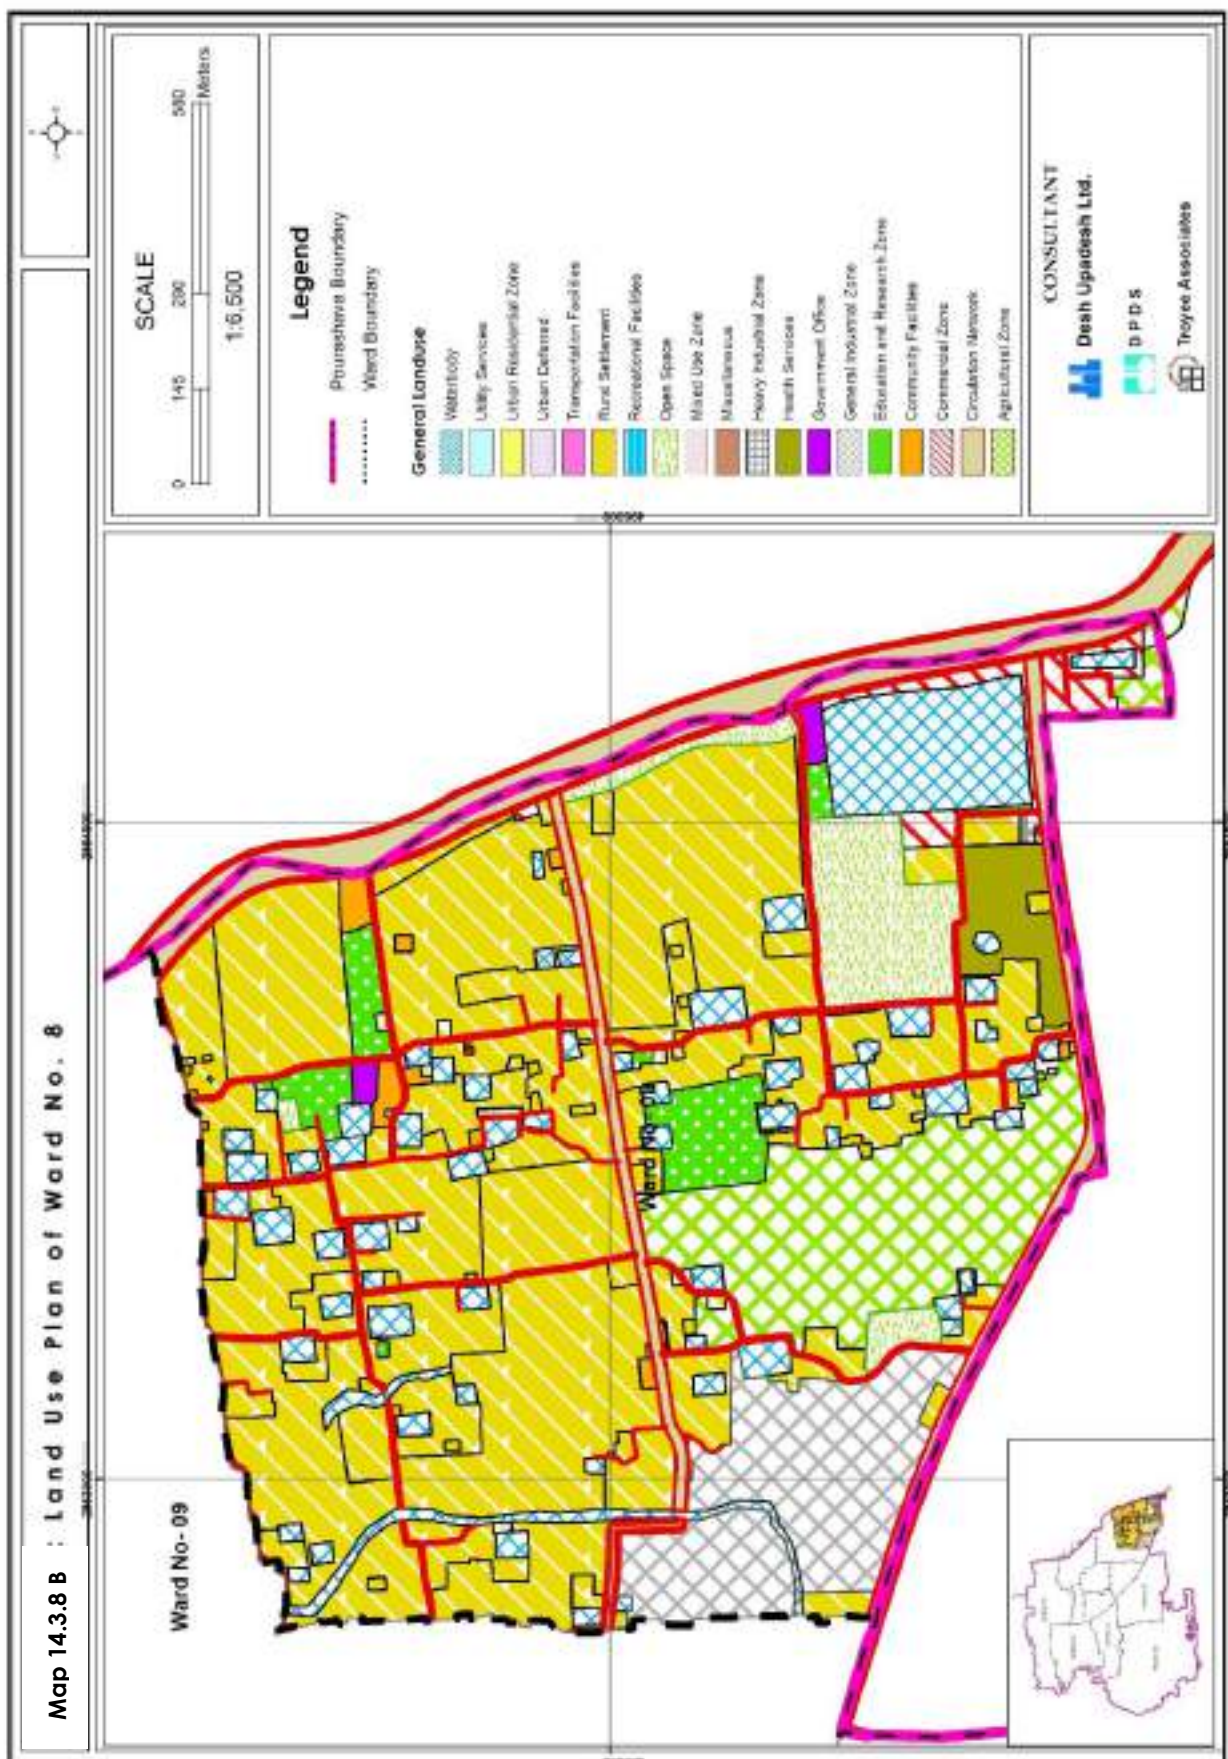 Map 14.3.8 B : Land Use Plan of Ward No. 8
SCALE
0 145 290 580
Meters
1:6,500
Legend
Pourashava Boundary
Ward Boundary
General Landuse
Waterbody
Utility Services
Urban Residential Zone
Urban Deferred
Transportation Facilities
Rural Settlement
Recreational Facilities
Open Space
Mixed Use Zone
Miscellaneous
Heavy Industrial Zone
Health Services
Government Office
General Industrial Zone
Education and Research Zone
Community Facilities
Commercial Zone
Circulation Network
Agricultural Zone
CONSULTANT
Desh Upadesh Ltd.
D P D S
Troyee Associates
Ward No- 09
Ward No